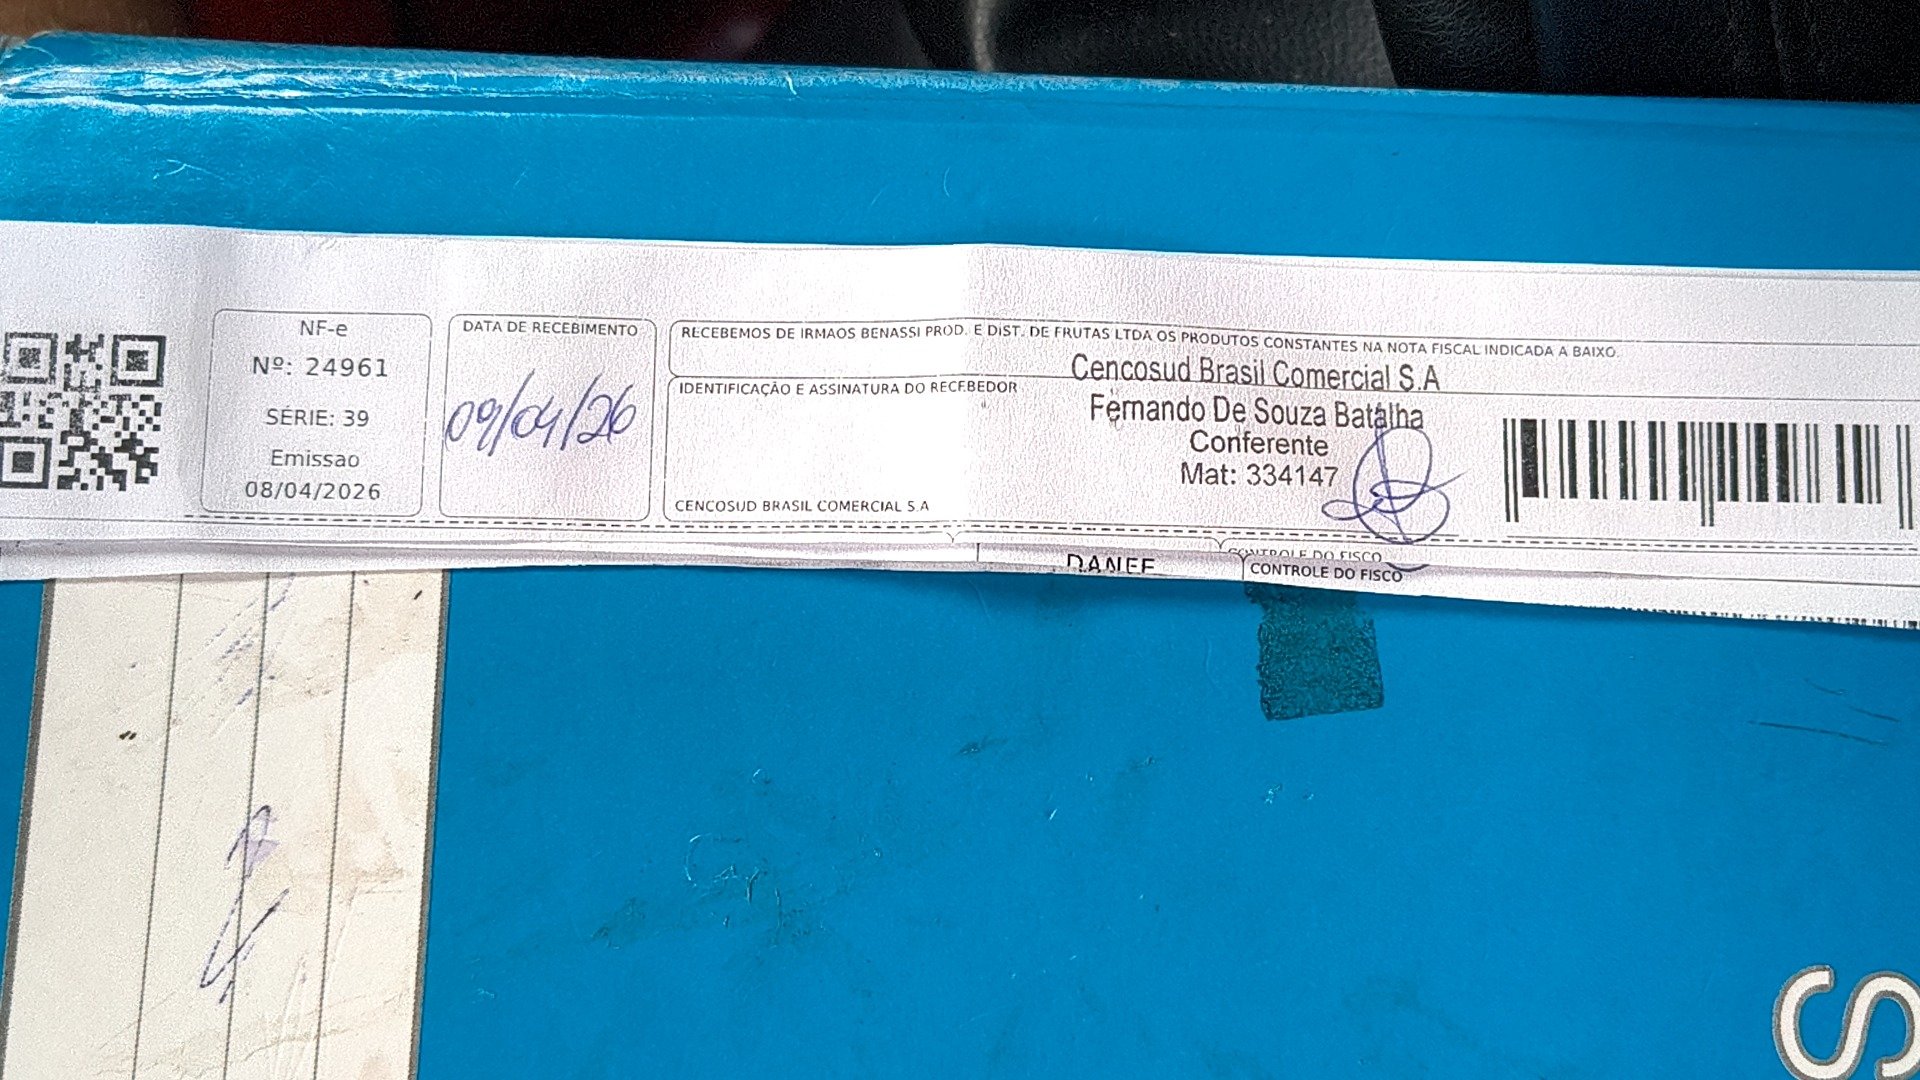 NF-e
Nº: 24961
SÉRIE: 39
Emissao
08/04/2026
DATA DE RECEBIMENTO
09/04/26
RECEBEMOS DE IRMAOS BENASSI PROD. E DIST. DE FRUTAS LTDA OS PRODUTOS CONSTANTES NA NOTA FISCAL INDICADA A BAIXO.
IDENTIFICAÇÃO E ASSINATURA DO RECEBEDOR
CENCOSUD BRASIL COMERCIAL S.A
Cencosud Brasil Comercial S.A
Fernando De Souza Batalha
Conferente
Mat: 334147
DANFE
CONTROLE DO FISCO
CONTROLE DO FISCO
S